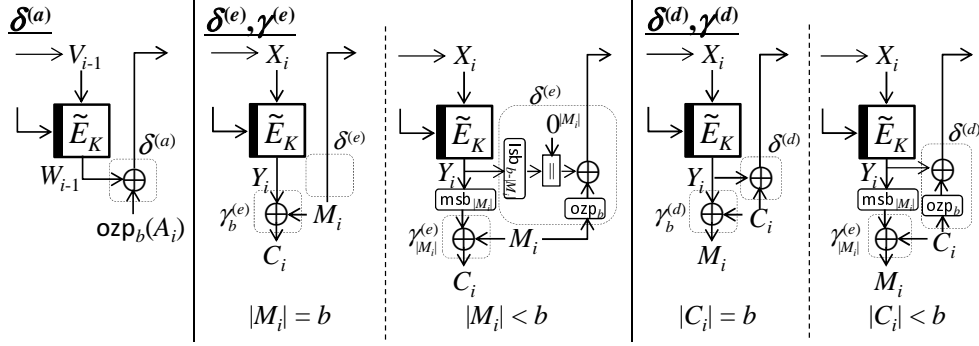 δ^(a)
V_{i-1}
Ẽ_K
δ^(a)
W_{i-1}
ozp_b(A_i)
δ^(e), γ^(e)
X_i
Ẽ_K
δ^(e)
Y_i
γ_b^(e)
M_i
C_i
|M_i| = b
X_i
δ^(e)
Ẽ_K
0^{|M_i|}
lsb_{b-|M_i|}
||
Y_i
msb_{|M_i|}
ozp_b
γ_{|M_i|}^(e)
M_i
C_i
|M_i| < b
δ^(d), γ^(d)
X_i
Ẽ_K
δ^(d)
Y_i
γ_b^(d)
C_i
M_i
|C_i| = b
X_i
Ẽ_K
δ^(d)
Y_i
msb_{|M_i|}
ozp_b
γ_{|M_i|}^(e)
C_i
M_i
|C_i| < b